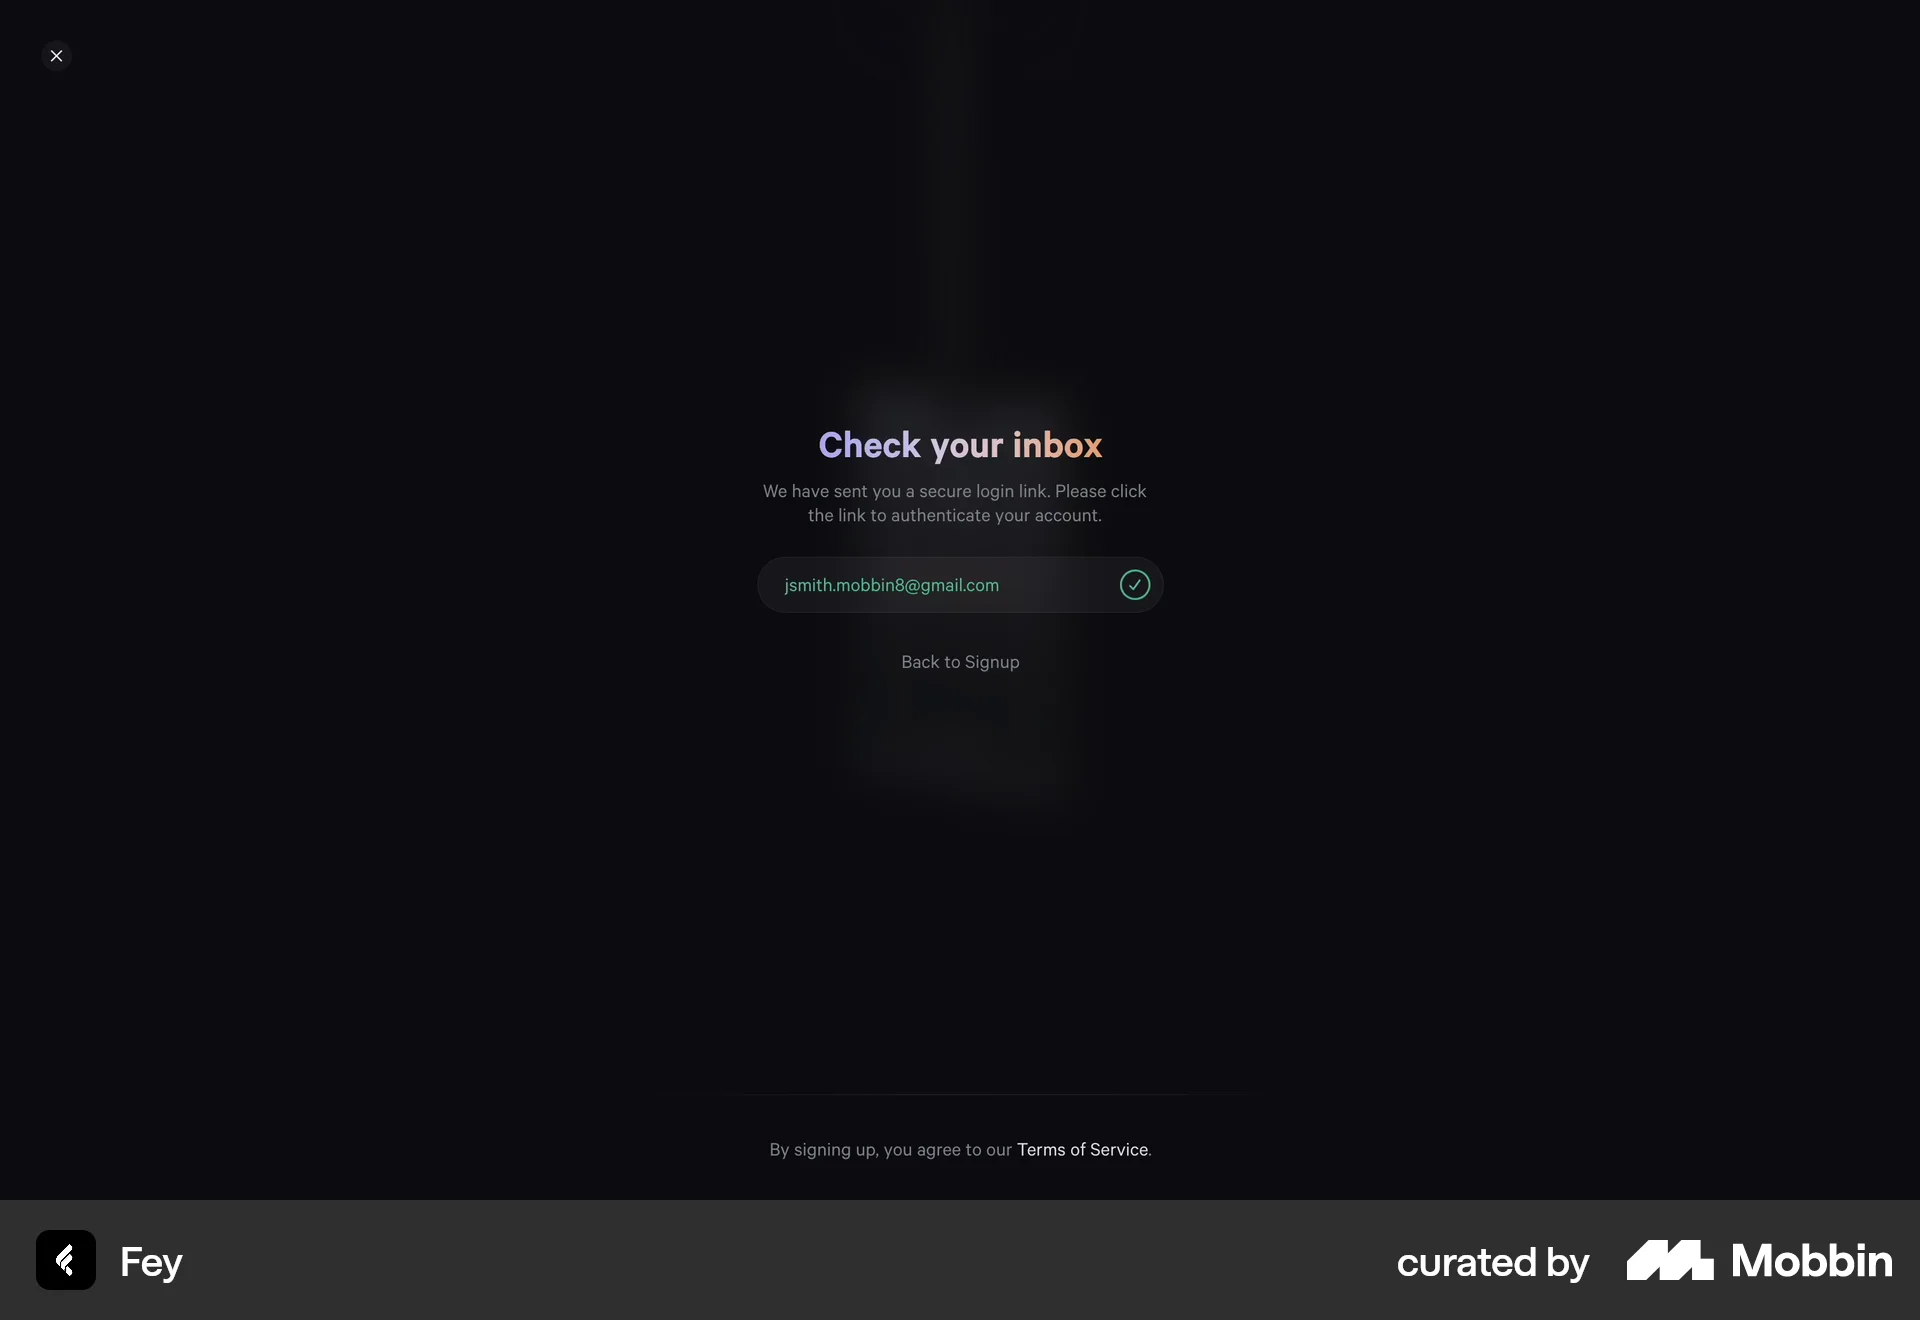 Check your inbox
We have sent you a secure login link. Please click
the link to authenticate your account.
jsmith.mobbin8@gmail.com
Back to Signup
By signing up, you agree to our Terms of Service.
Fey
curated by Mobbin